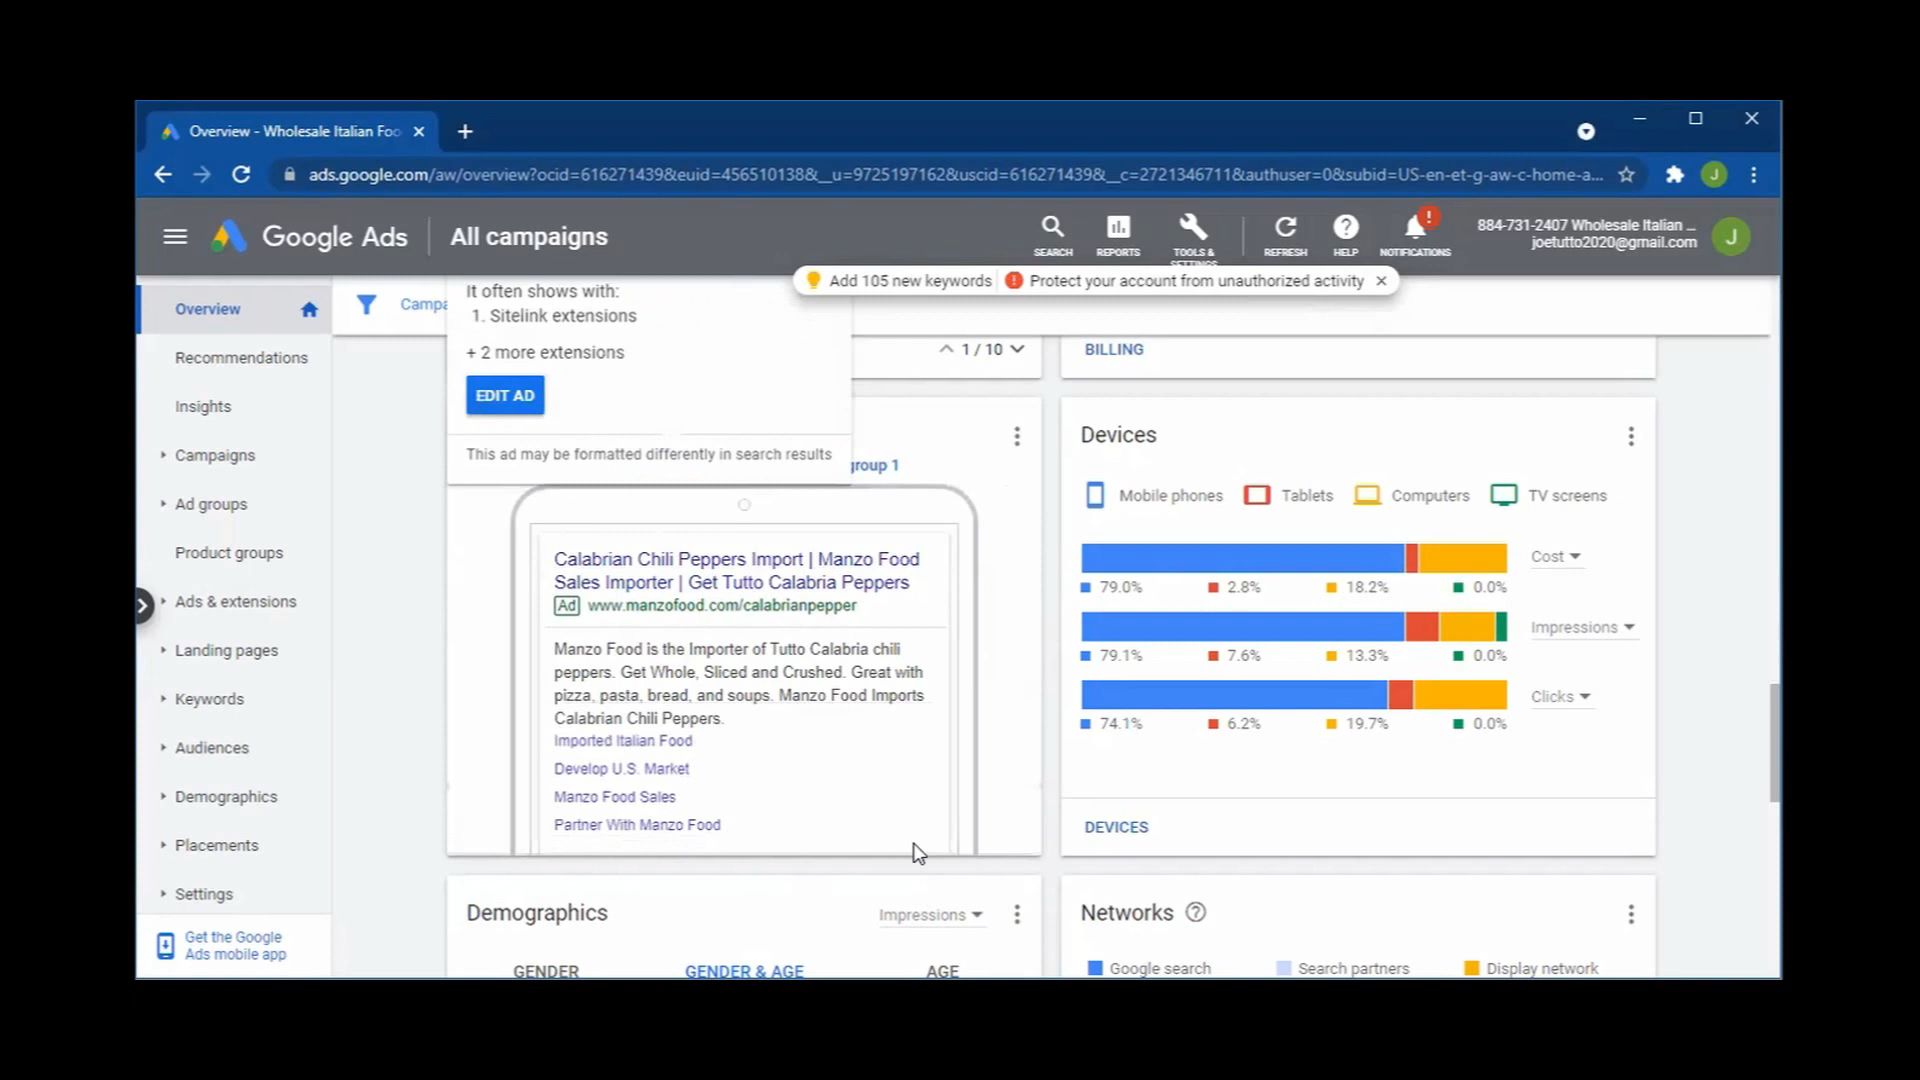 Overview - Wholesale Italian Foo
ads.google.com/aw/overview?ocid=616271439&euid=456510138&__u=9725197162&uscid=616271439&__c=2721346711&authuser=0&subid=US-en-et-g-aw-c-home-a...
J
Google Ads
All campaigns
SEARCH
REPORTS
TOOLS &
SETTINGS
REFRESH
HELP
!
NOTIFICATIONS
884-731-2407 Wholesale Italian ...
joetutto2020@gmail.com
J
Add 105 new keywords
Protect your account from unauthorized activity
Overview
Recommendations
Insights
Campaigns
Ad groups
Product groups
Ads & extensions
Landing pages
Keywords
Audiences
Demographics
Placements
Settings
Get the Google
Ads mobile app
Campa
It often shows with:
1. Sitelink extensions
+ 2 more extensions
EDIT AD
This ad may be formatted differently in search results
1 / 10
group 1
Calabrian Chili Peppers Import | Manzo Food
Sales Importer | Get Tutto Calabria Peppers
Ad www.manzofood.com/calabrianpepper
Manzo Food is the Importer of Tutto Calabria chili
peppers. Get Whole, Sliced and Crushed. Great with
pizza, pasta, bread, and soups. Manzo Food Imports
Calabrian Chili Peppers.
Imported Italian Food
Develop U.S. Market
Manzo Food Sales
Partner With Manzo Food
BILLING
Devices
Mobile phones
Tablets
Computers
TV screens
Cost
79.0% 2.8% 18.2% 0.0%
Impressions
79.1% 7.6% 13.3% 0.0%
Clicks
74.1% 6.2% 19.7% 0.0%
DEVICES
Demographics
Impressions
GENDER
GENDER & AGE
AGE
Networks
Google search
Search partners
Display network